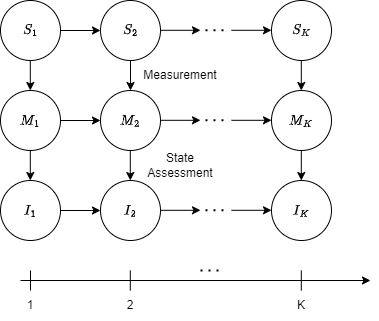 S1 S2 ... SK
Measurement
M1 M2 ... MK
State
Assessment
I1 I2 ... IK
...
1 2 K